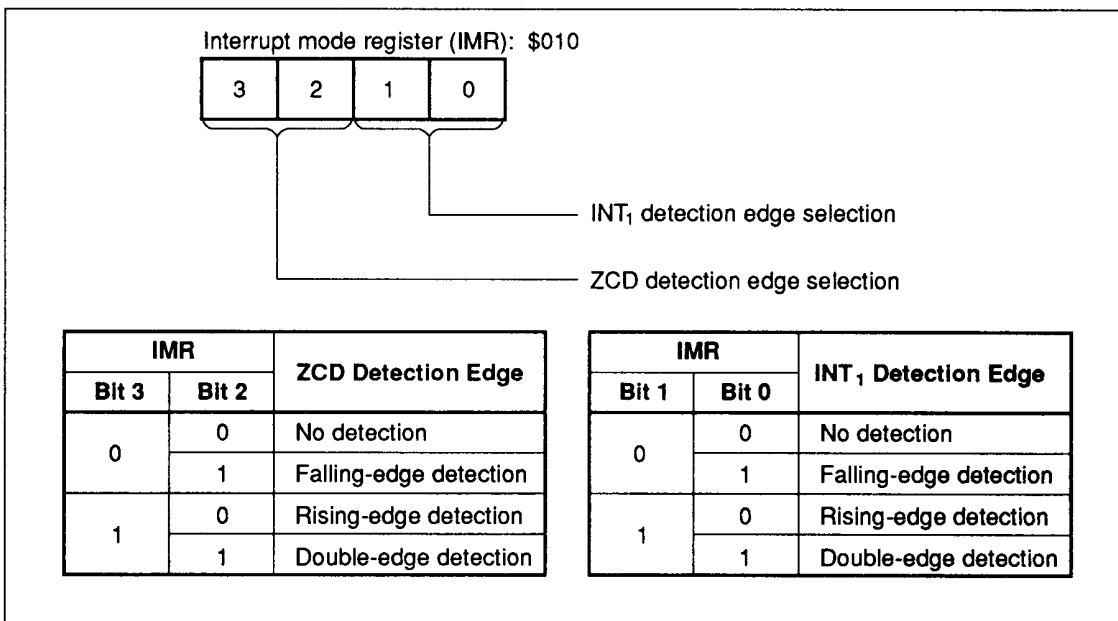 Interrupt mode register (IMR): $010
3 2 1 0
INT1 detection edge selection
ZCD detection edge selection
IMR ZCD Detection Edge
Bit 3 Bit 2
0 0 No detection
1 Falling-edge detection
1 0 Rising-edge detection
1 Double-edge detection
IMR INT1 Detection Edge
Bit 1 Bit 0
0 0 No detection
1 Falling-edge detection
1 0 Rising-edge detection
1 Double-edge detection